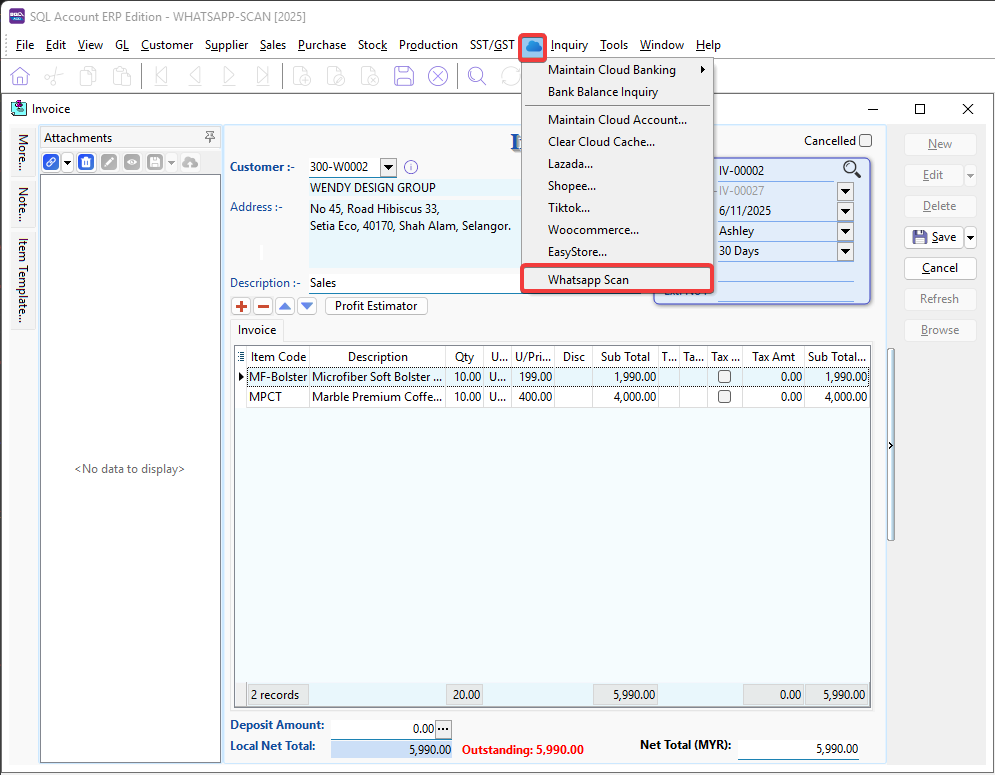 SQL Account ERP Edition - WHATSAPP-SCAN [2025]
File Edit View GL Customer Supplier Sales Purchase Stock Production SST/GST Inquiry Tools Window Help
Maintain Cloud Banking
Bank Balance Inquiry
Maintain Cloud Account...
Clear Cloud Cache...
Lazada...
Shopee...
Tiktok...
Woocommerce...
EasyStore...
Whatsapp Scan
Invoice
More...
Note...
Item Template...
Attachments
<No data to display>
Cancelled
Customer :- 300-W0002
WENDY DESIGN GROUP
Address :- No 45, Road Hibiscus 33,
Setia Eco, 40170, Shah Alam, Selangor.
Description :- Sales
IV-00002
IV-00027
6/11/2025
Ashley
30 Days
Profit Estimator
Invoice
Item Code Description Qty U... U/Pri... Disc Sub Total T... Ta... Tax ... Tax Amt Sub Total...
MF-Bolster Microfiber Soft Bolster ... 10.00 U... 199.00 1,990.00 0.00 1,990.00
MPCT Marble Premium Coffe... 10.00 U... 400.00 4,000.00 0.00 4,000.00
2 records 20.00 5,990.00 0.00 5,990.00
Deposit Amount: 0.00
Local Net Total: 5,990.00 Outstanding: 5,990.00 Net Total (MYR): 5,990.00
New
Edit
Delete
Save
Cancel
Refresh
Browse